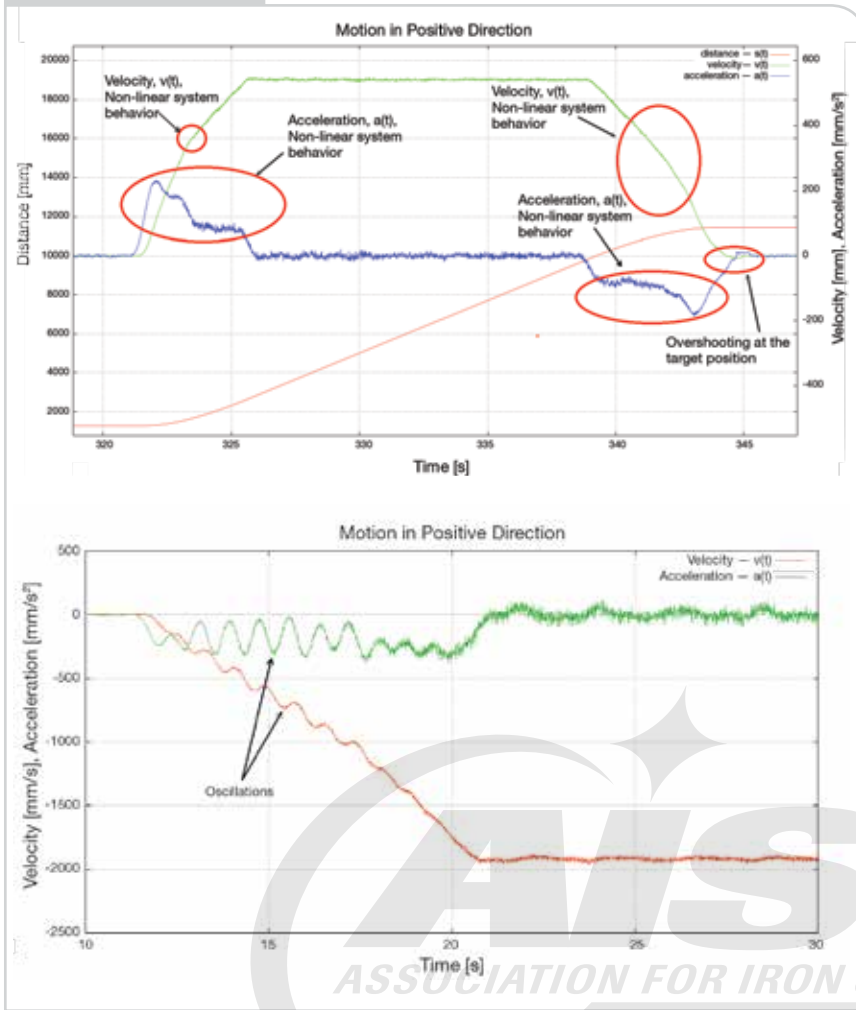 Motion in Positive Direction
20000
18000
16000
14000
12000
10000
8000
6000
4000
2000
Distance [mm]
600
400
200
0
-200
-400
Velocity [mm], Acceleration [mm/s²]
distance — s(t)
velocity — v(t)
acceleration — a(t)
Velocity, v(t),
Non-linear system
behavior
Acceleration, a(t),
Non-linear system
behavior
Velocity, v(t),
Non-linear system
behavior
Acceleration, a(t),
Non-linear system
behavior
Overshooting at the
target position
320
325
330
335
340
345
Time [s]
Motion in Positive Direction
500
0
-500
-1000
-1500
-2000
-2500
Velocity [mm/s], Acceleration [mm/s²]
Velocity — v(t)
Acceleration — a(t)
Oscillations
10
15
20
25
30
Time [s]
AIS
ASSOCIATION FOR IRON